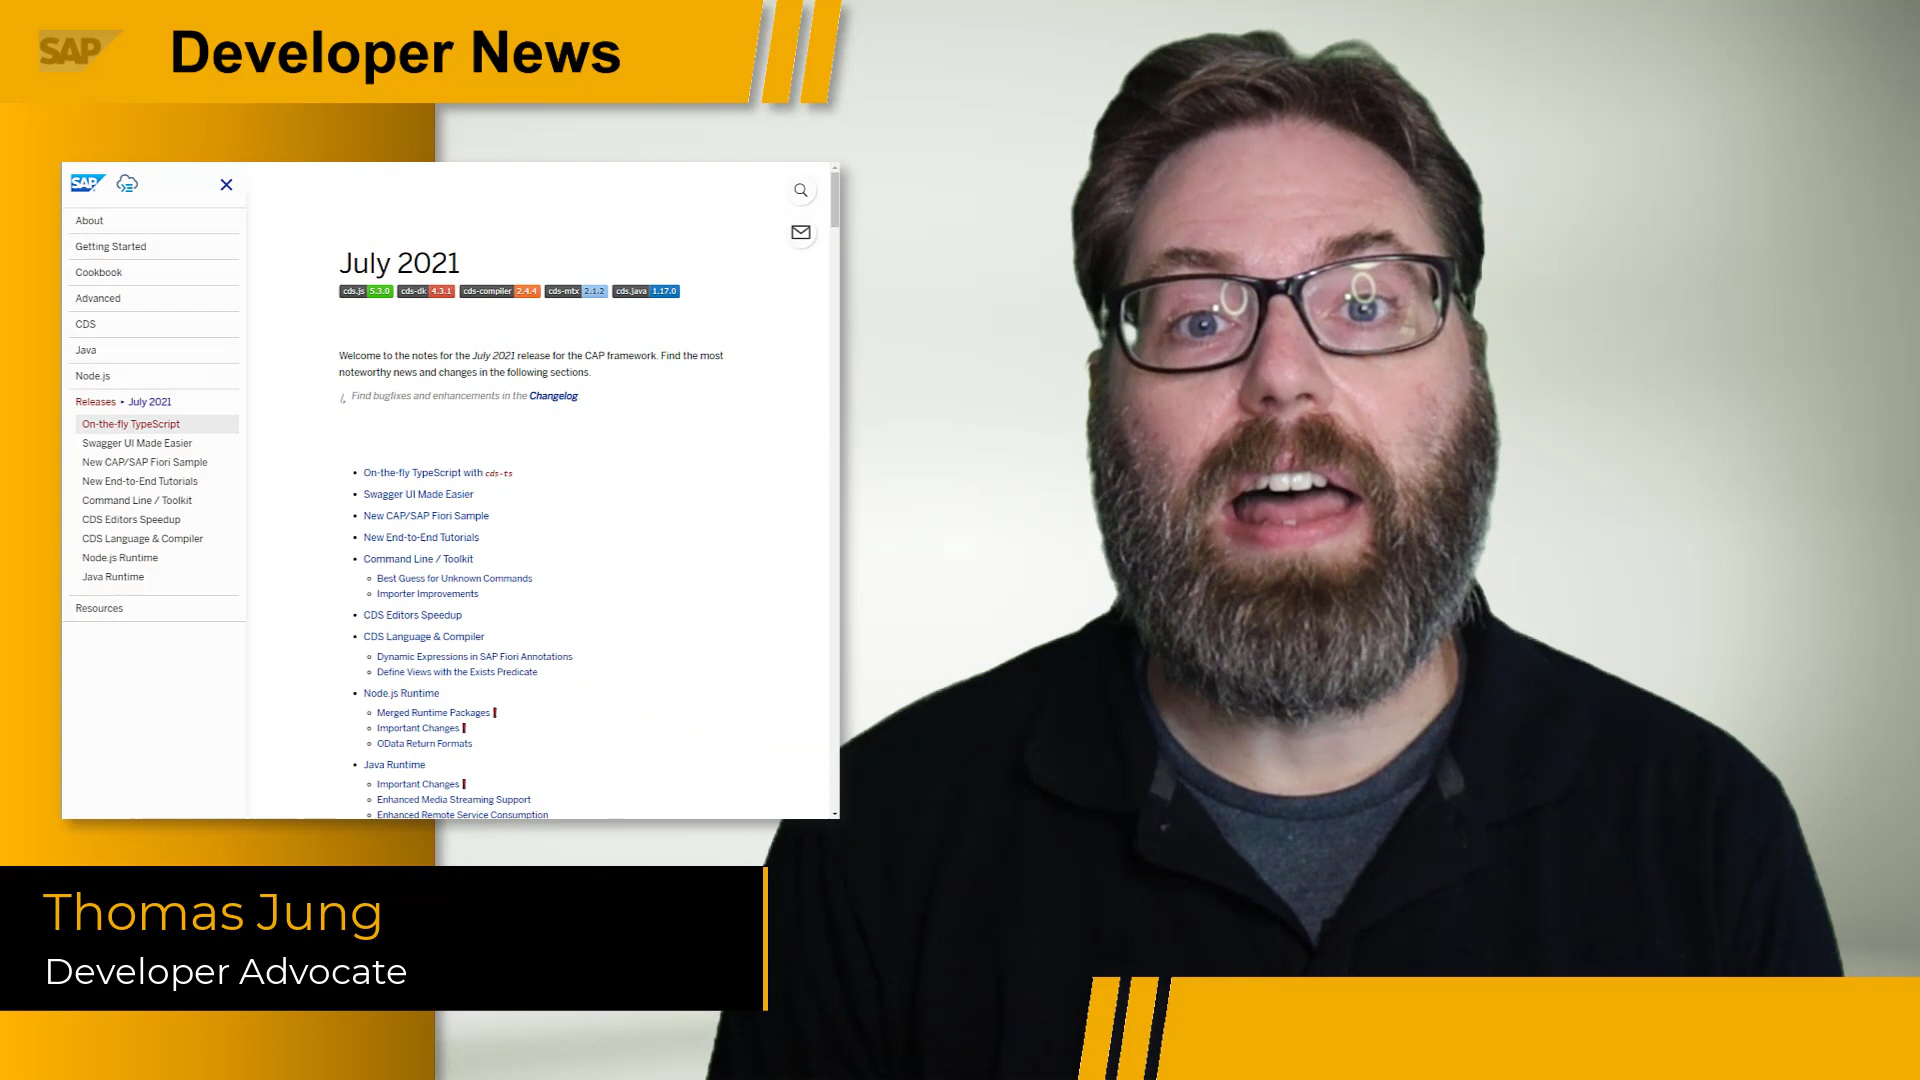 SAP
Developer News
SAP
About
Getting Started
Cookbook
Advanced
CDS
Java
Node.js
Releases • July 2021
On-the-fly TypeScript
Swagger UI Made Easier
New CAP/SAP Fiori Sample
New End-to-End Tutorials
Command Line / Toolkit
CDS Editors Speedup
CDS Language & Compiler
Node.js Runtime
Java Runtime
Resources
July 2021
cds.js 5.3.0 cds-dk 4.3.1 cds-compiler 2.4.4 cds-mtx 2.1.2 cds.java 1.17.0
Welcome to the notes for the July 2021 release for the CAP framework. Find the most
noteworthy news and changes in the following sections.
Find bugfixes and enhancements in the Changelog
• On-the-fly TypeScript with cds-ts
• Swagger UI Made Easier
• New CAP/SAP Fiori Sample
• New End-to-End Tutorials
• Command Line / Toolkit
Best Guess for Unknown Commands
Importer Improvements
• CDS Editors Speedup
• CDS Language & Compiler
Dynamic Expressions in SAP Fiori Annotations
Define Views with the Exists Predicate
• Node.js Runtime
Merged Runtime Packages
Important Changes
OData Return Formats
• Java Runtime
Important Changes
Enhanced Media Streaming Support
Enhanced Remote Service Consumption
Thomas Jung
Developer Advocate